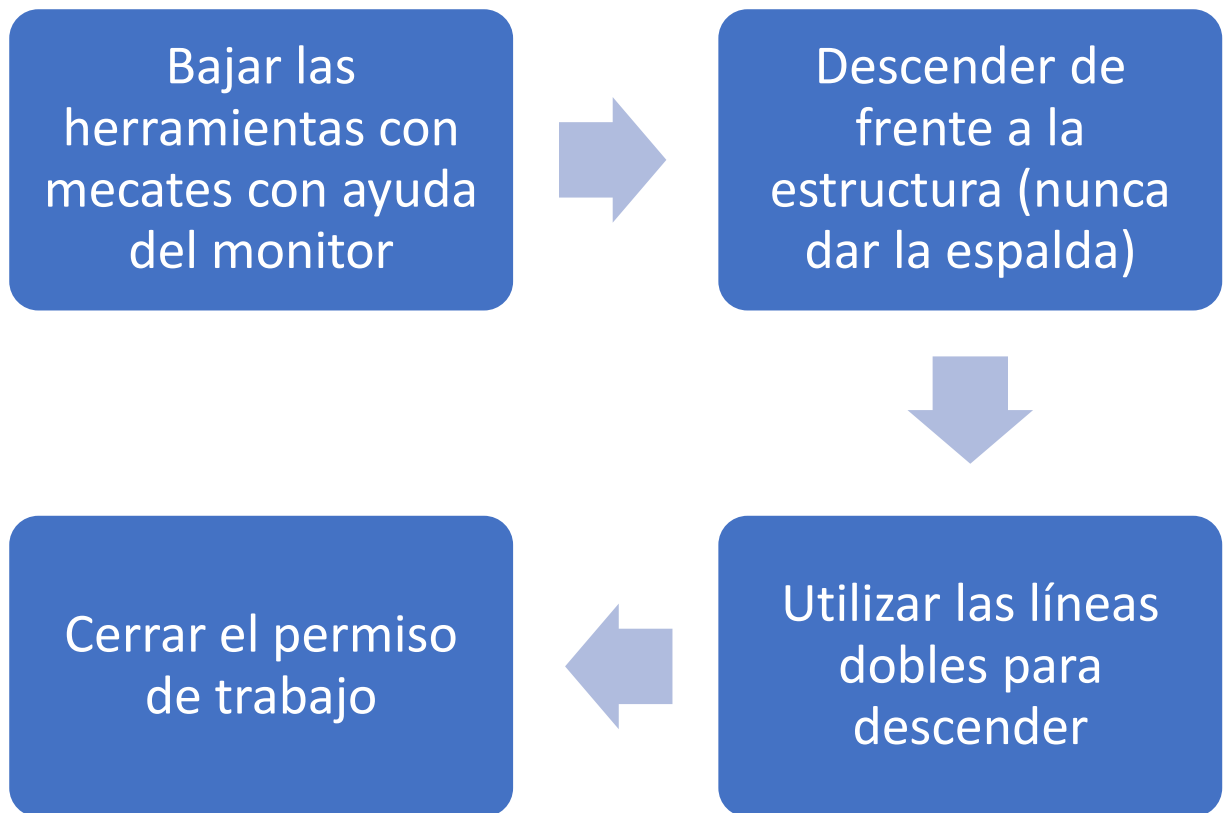 Bajar las
herramientas con
mecates con ayuda
del monitor
Descender de
frente a la
estructura (nunca
dar la espalda)
Utilizar las líneas
dobles para
descender
Cerrar el permiso
de trabajo